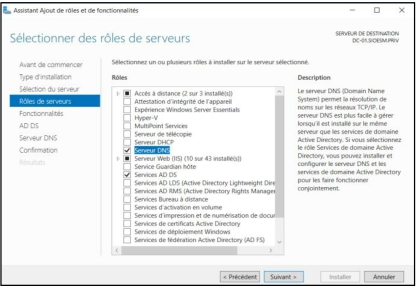 Assistant Ajout de rôles et de fonctionnalités
Sélectionner des rôles de serveurs
SERVEUR DE DESTINATION
DC-01.SIOESM.PRIV
Avant de commencer
Type d'installation
Sélection du serveur
Rôles de serveurs
Fonctionnalités
AD DS
Serveur DNS
Confirmation
Résultats
Sélectionnez un ou plusieurs rôles à installer sur le serveur sélectionné.
Rôles
Accès à distance (2 sur 3 installé(s))
Attestation d'intégrité de l'appareil
Expérience Windows Server Essentials
Hyper-V
MultiPoint Services
Serveur de télécopie
Serveur DHCP
Serveur DNS
Serveur Web (IIS) (10 sur 43 installé(s))
Service Guardian hôte
Services AD DS
Services AD LDS (Active Directory Lightweight Dire
Services AD RMS (Active Directory Rights Manager
Services Bureau à distance
Services d'activation en volume
Services d'impression et de numérisation de docur
Services de certificats Active Directory
Services de déploiement Windows
Services de fédération Active Directory (AD FS)
Description
Le serveur DNS (Domain Name
System) permet la résolution de
noms sur les réseaux TCP/IP. Le
serveur DNS est plus facile à gérer
lorsqu'il est installé sur le même
serveur que les services de domaine
Active Directory. Si vous sélectionnez
le rôle Services de domaine Active
Directory, vous pouvez installer et
configurer le serveur DNS et les
services de domaine Active Directory
pour les faire fonctionner
conjointement.
< Précédent
Suivant >
Installer
Annuler